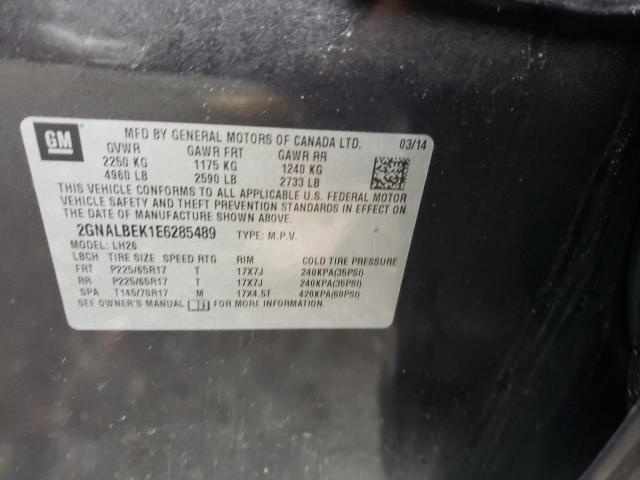 GM
MFD BY GENERAL MOTORS OF CANADA LTD. 03/14
GVWR GAWR FRT GAWR RR
2250 KG 1175 KG 1240 KG
4960 LB 2590 LB 2733 LB
THIS VEHICLE CONFORMS TO ALL APPLICABLE U.S. FEDERAL MOTOR
VEHICLE SAFETY AND THEFT PREVENTION STANDARDS IN EFFECT ON
THE DATE OF MANUFACTURE SHOWN ABOVE.
2GNALBEK1E6285489 TYPE: M.P.V.
MODEL: LH26
LBCH TIRE SIZE SPEED RTG RIM COLD TIRE PRESSURE
FRT P225/65R17 T 17X7J 240KPA(35PSI)
RR P225/65R17 T 17X7J 240KPA(35PSI)
SPA T145/70R17 M 17X4.5T 420KPA(60PSI)
SEE OWNER'S MANUAL FOR MORE INFORMATION.